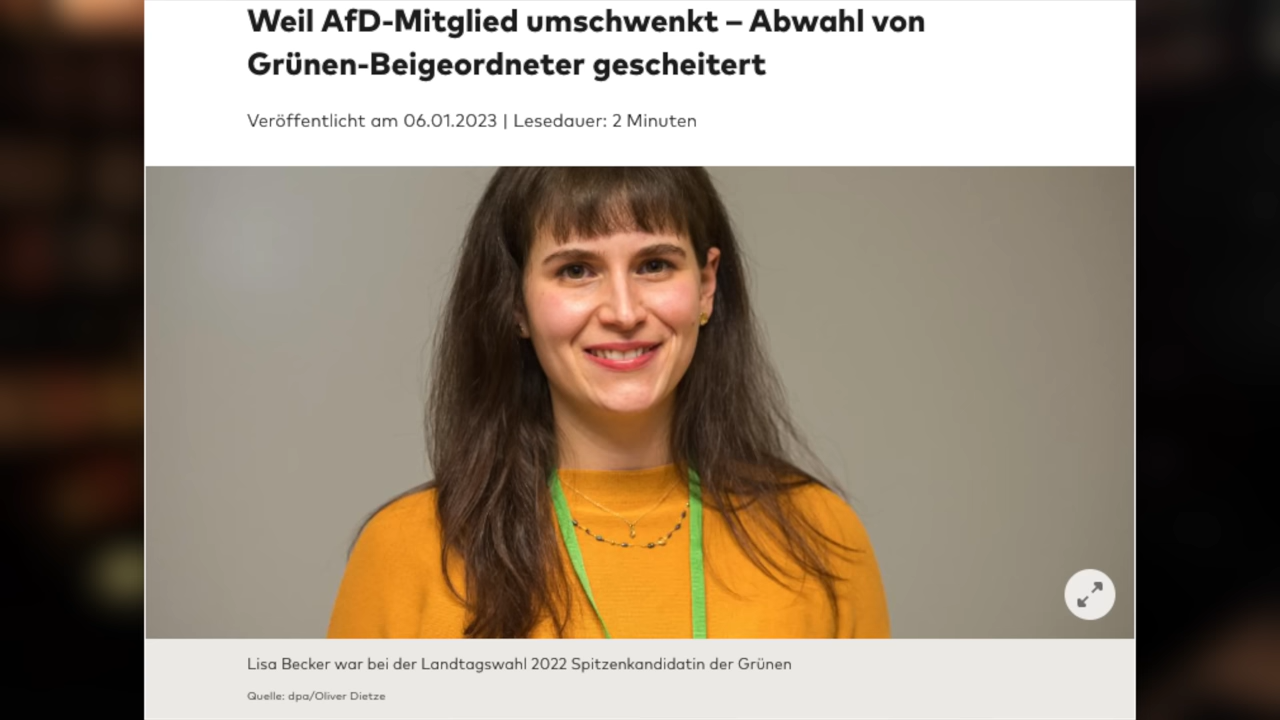 Weil AfD-Mitglied umschwenkt – Abwahl von
Grünen-Beigeordneter gescheitert
Veröffentlicht am 06.01.2023 | Lesedauer: 2 Minuten
Lisa Becker war bei der Landtagswahl 2022 Spitzenkandidatin der Grünen
Quelle: dpa/Oliver Dietze